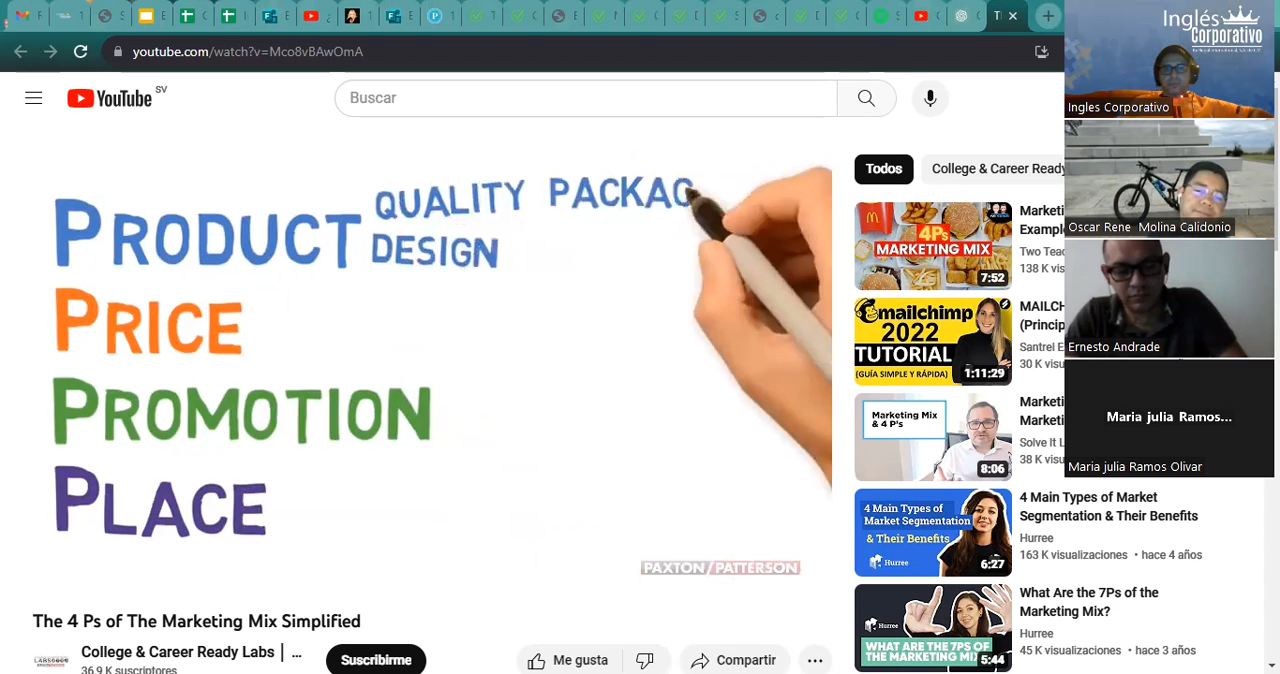 youtube.com/watch?v=Mco8vBAwOmA
YouTube SV
Buscar
PRODUCT
QUALITY PACKAG
DESIGN
PRICE
PROMOTION
PLACE
PAXTON/PATTERSON
The 4 Ps of The Marketing Mix Simplified
College & Career Ready Labs | ...
36.9 K suscriptores
Suscribirme
Me gusta
Compartir
Todos
College & Career Ready
4Ps
MARKETING MIX
7:52
Marketi
Example
Two Teac
138 K vis
mailchimp
2022
TUTORIAL
(GUÍA SIMPLE Y RÁPIDA)
1:11:29
MAILCH
(Princip
Santrel E
30 K visu
Marketing Mix
& 4 P's
8:06
Marketi
Marketi
Solve It L
38 K visu
4 Main Types of
Market Segmentation
& Their Benefits
Hurree
6:27
4 Main Types of Market
Segmentation & Their Benefits
Hurree
163 K visualizaciones • hace 4 años
Hurree
WHAT ARE THE 7PS OF
THE MARKETING MIX
5:44
What Are the 7Ps of the
Marketing Mix?
Hurree
45 K visualizaciones • hace 3 años
Inglés
Corporativo
Ingles Corporativo
Oscar Rene Molina Calidonio
Ernesto Andrade
Maria julia Ramos...
Maria julia Ramos Olivar